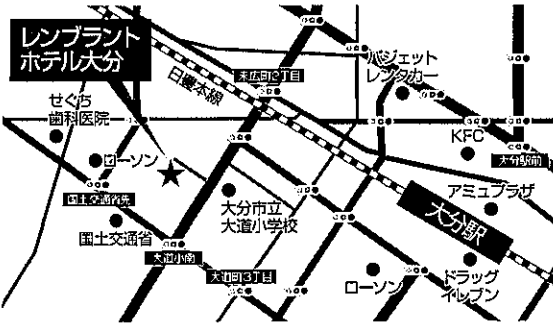 レンブラント
ホテル大分
せぐち
歯科医院
ローソン
国土交通省先
国土交通省
大道小南
日豊本線
末広町3丁目
大分市立
大道小学校
大道町3丁目
バジェット
レンタカー
KFC
大分駅前
アミュプラザ
大分駅
ローソン
ドラッグ
イレブン